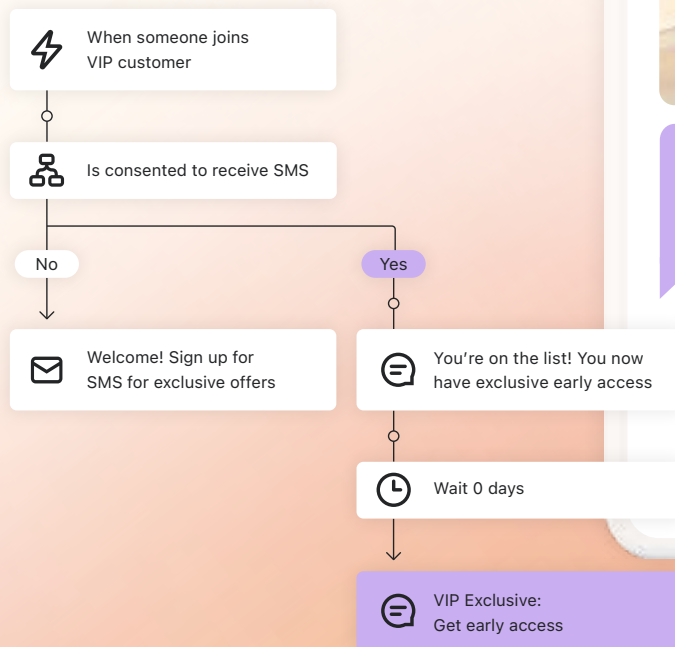 When someone joins
VIP customer
Is consented to receive SMS
No
Yes
Welcome! Sign up for
SMS for exclusive offers
You’re on the list! You now
have exclusive early access
Wait 0 days
VIP Exclusive:
Get early access